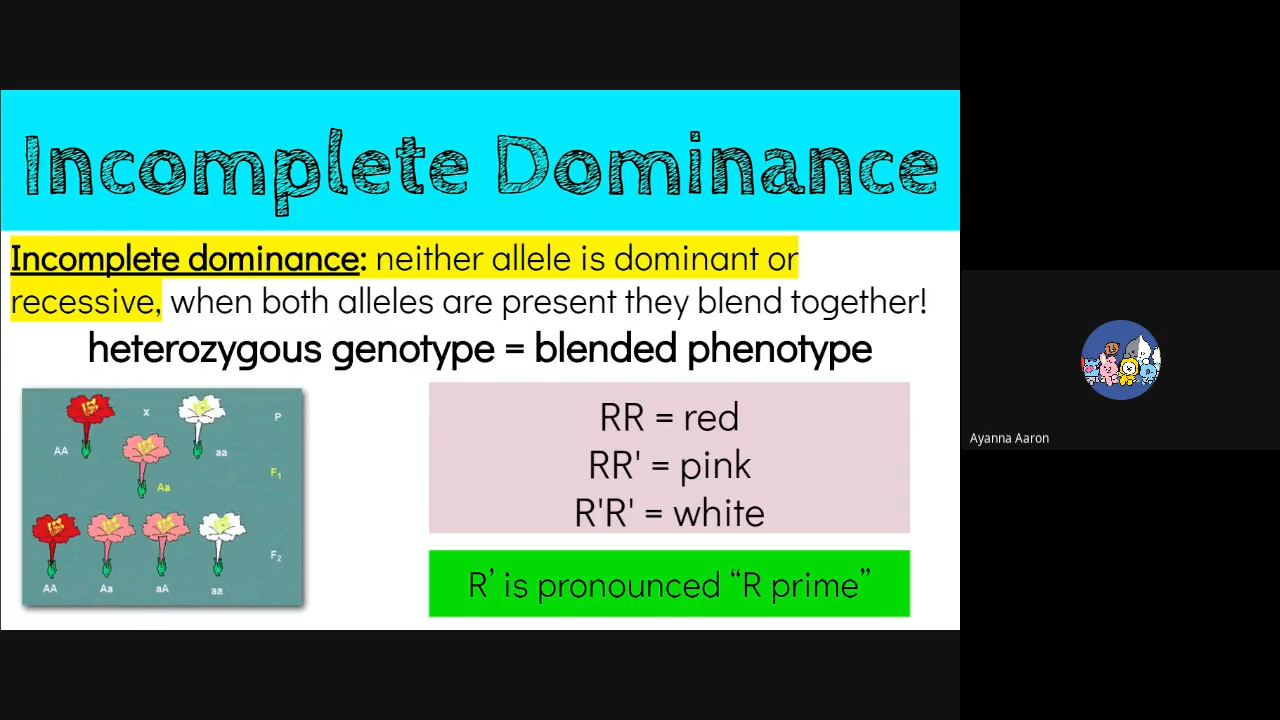 Incomplete Dominance
Incomplete dominance: neither allele is dominant or
recessive, when both alleles are present they blend together!
heterozygous genotype = blended phenotype
x
P
AA
aa
Aa
F₁
AA
Aa
aA
aa
F₂
RR = red
RR' = pink
R'R' = white
R’ is pronounced “R prime”
Ayanna Aaron